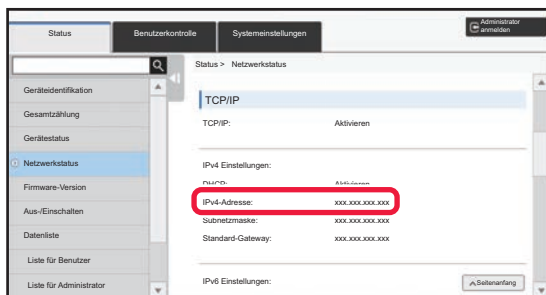 Status
Benutzerkontrolle
Systemeinstellungen
Administrator
anmelden
Status > Netzwerkstatus
Geräteidentifikation
Gesamtzählung
Gerätestatus
Netzwerkstatus
Firmware-Version
Aus-/Einschalten
Datenliste
Liste für Benutzer
Liste für Administrator
TCP/IP
TCP/IP: Aktivieren
IPv4 Einstellungen:
DHCP: Aktivieren
IPv4-Adresse: xxx.xxx.xxx.xxx
Subnetzmaske: xxx.xxx.xxx.xxx
Standard-Gateway: xxx.xxx.xxx.xxx
IPv6 Einstellungen:
Seitenanfang